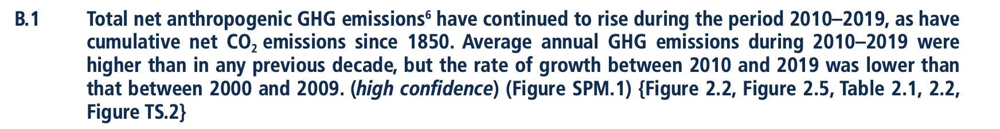 B.1 Total net anthropogenic GHG emissions⁶ have continued to rise during the period 2010–2019, as have
cumulative net CO₂ emissions since 1850. Average annual GHG emissions during 2010–2019 were
higher than in any previous decade, but the rate of growth between 2010 and 2019 was lower than
that between 2000 and 2009. (high confidence) (Figure SPM.1) {Figure 2.2, Figure 2.5, Table 2.1, 2.2,
Figure TS.2}